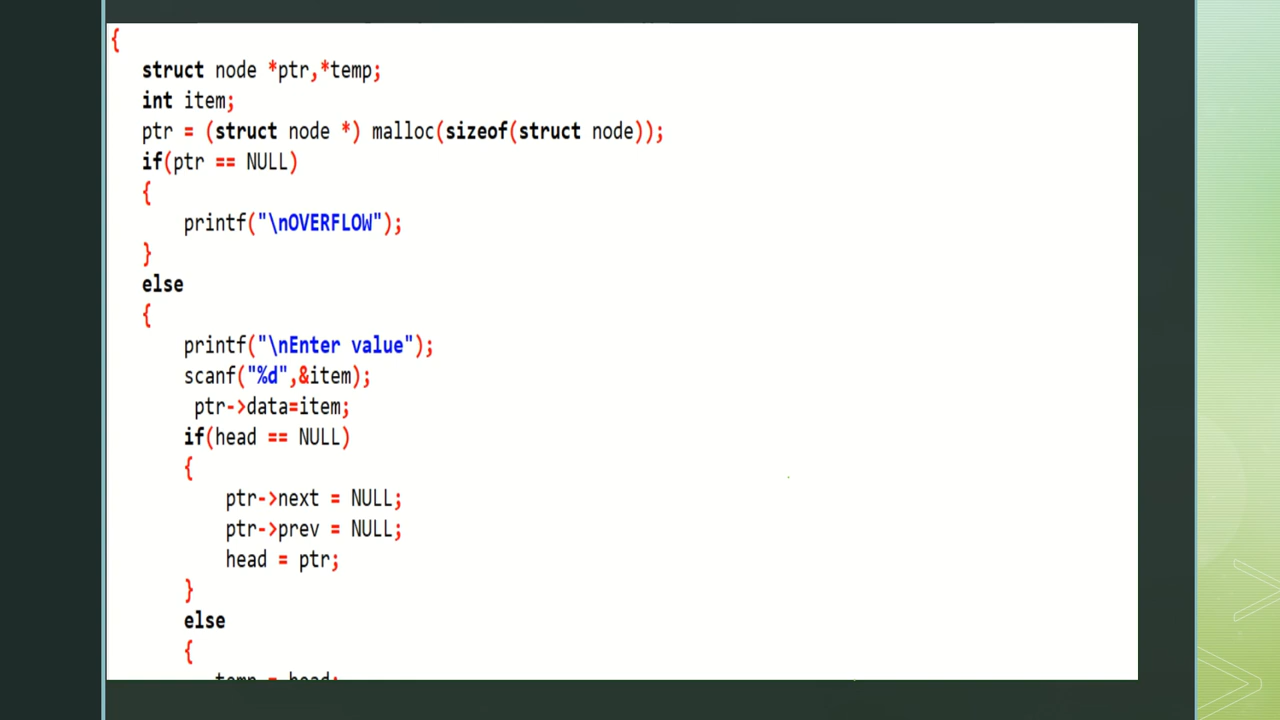 {
struct node *ptr,*temp;
int item;
ptr = (struct node *) malloc(sizeof(struct node));
if(ptr == NULL)
{
printf("\nOVERFLOW");
}
else
{
printf("\nEnter value");
scanf("%d",&item);
ptr->data=item;
if(head == NULL)
{
ptr->next = NULL;
ptr->prev = NULL;
head = ptr;
}
else
{
temp = head;